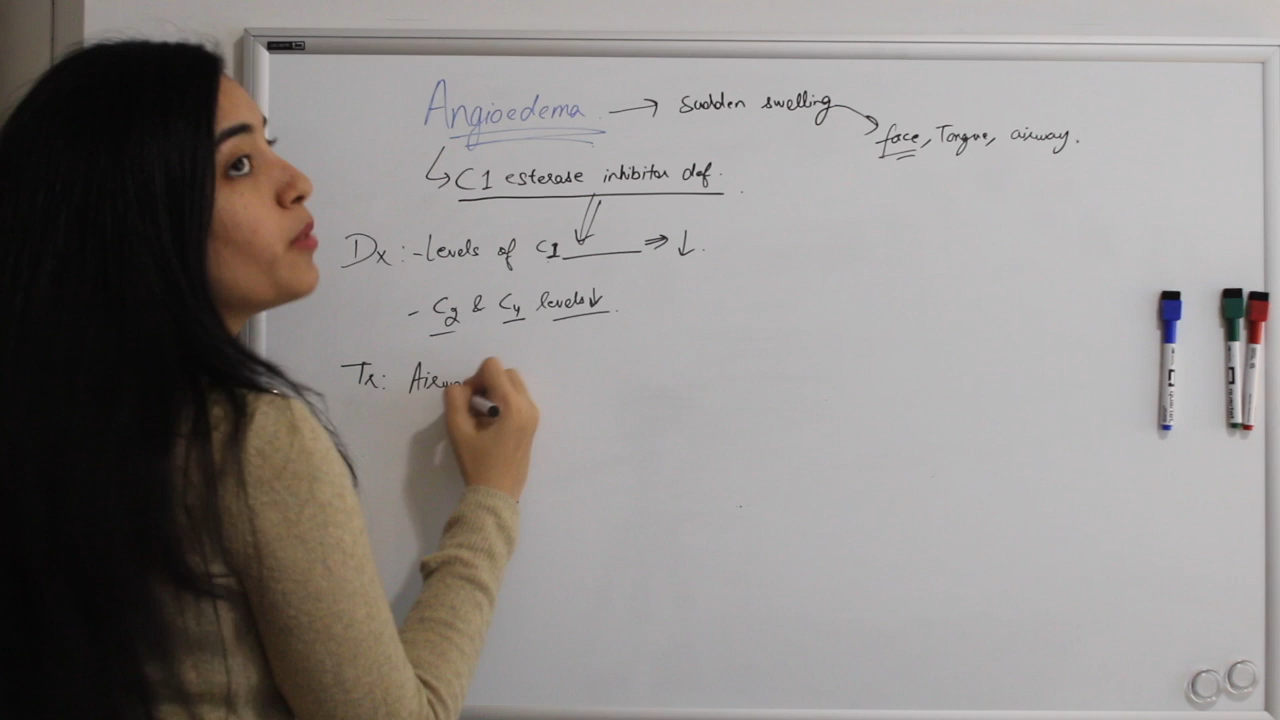 Angioedema → Sudden swelling
face, Tongue, airway.
↳ C1 esterase inhibitor def.
Dx: - levels of C1 ______ ⇒ ↓.
- C2 & C4 levels ↓.
Tx: Airw